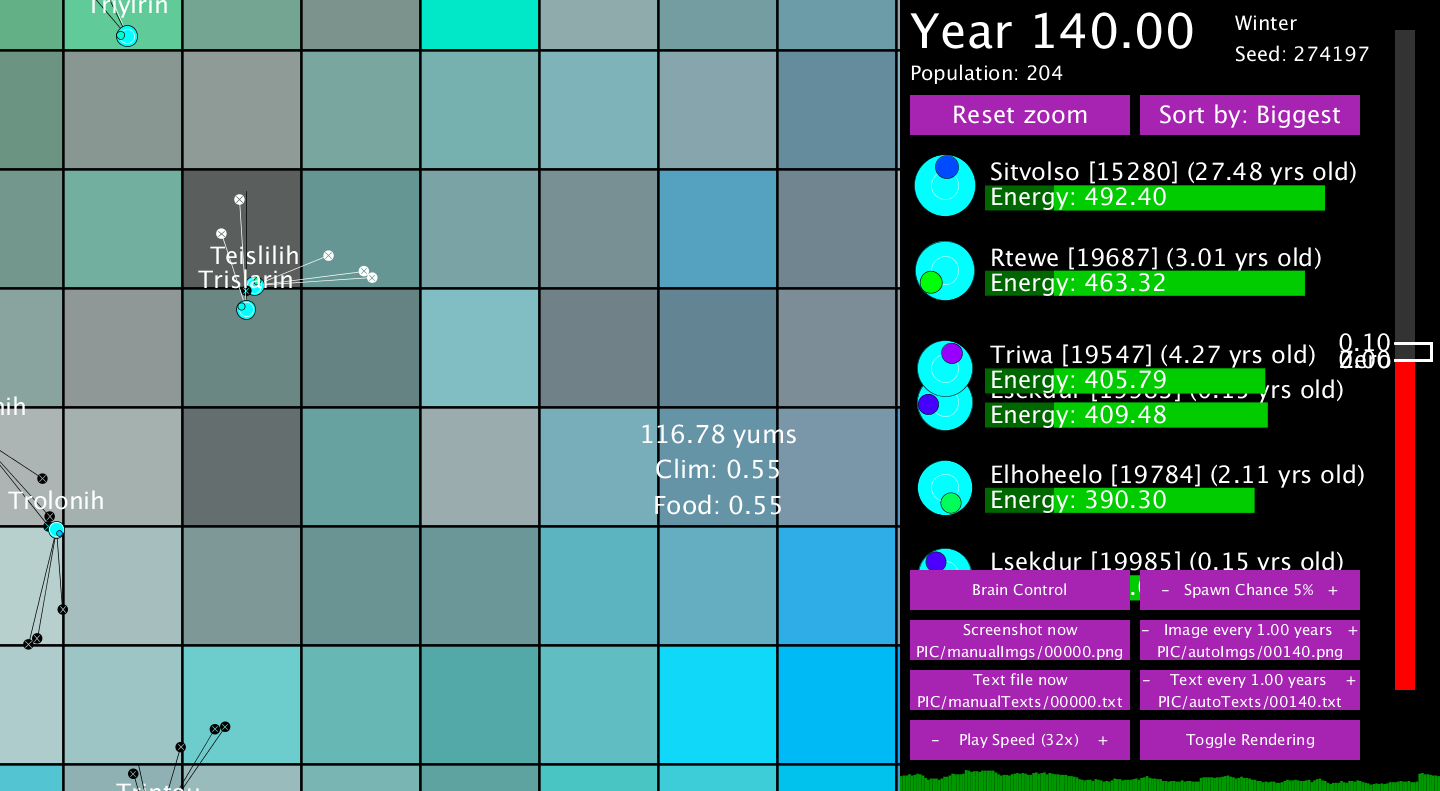 Triyirin
Teislilih
Trislarin
nih
Trolonih
116.78 yums
Clim: 0.55
Food: 0.55
Year 140.00
Winter
Seed: 274197
Population: 204
Reset zoom
Sort by: Biggest
Sitvolso [15280] (27.48 yrs old)
Energy: 492.40
Rtewe [19687] (3.01 yrs old)
Energy: 463.32
0.10
Triwa [19547] (4.27 yrs old)
Energy: 405.79
Energy: 409.48
Elhoheelo [19784] (2.11 yrs old)
Energy: 390.30
Lsekdur [19985] (0.15 yrs old)
Brain Control
- Spawn Chance 5% +
Screenshot now
PIC/manualImgs/00000.png
- Image every 1.00 years +
PIC/autoImgs/00140.png
Text file now
PIC/manualTexts/00000.txt
- Text every 1.00 years +
PIC/autoTexts/00140.txt
- Play Speed (32x) +
Toggle Rendering